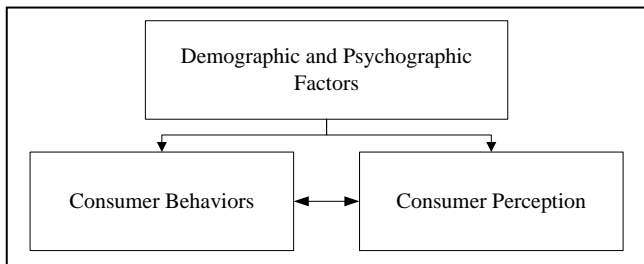 Demographic and Psychographic
Factors
Consumer Behaviors
Consumer Perception